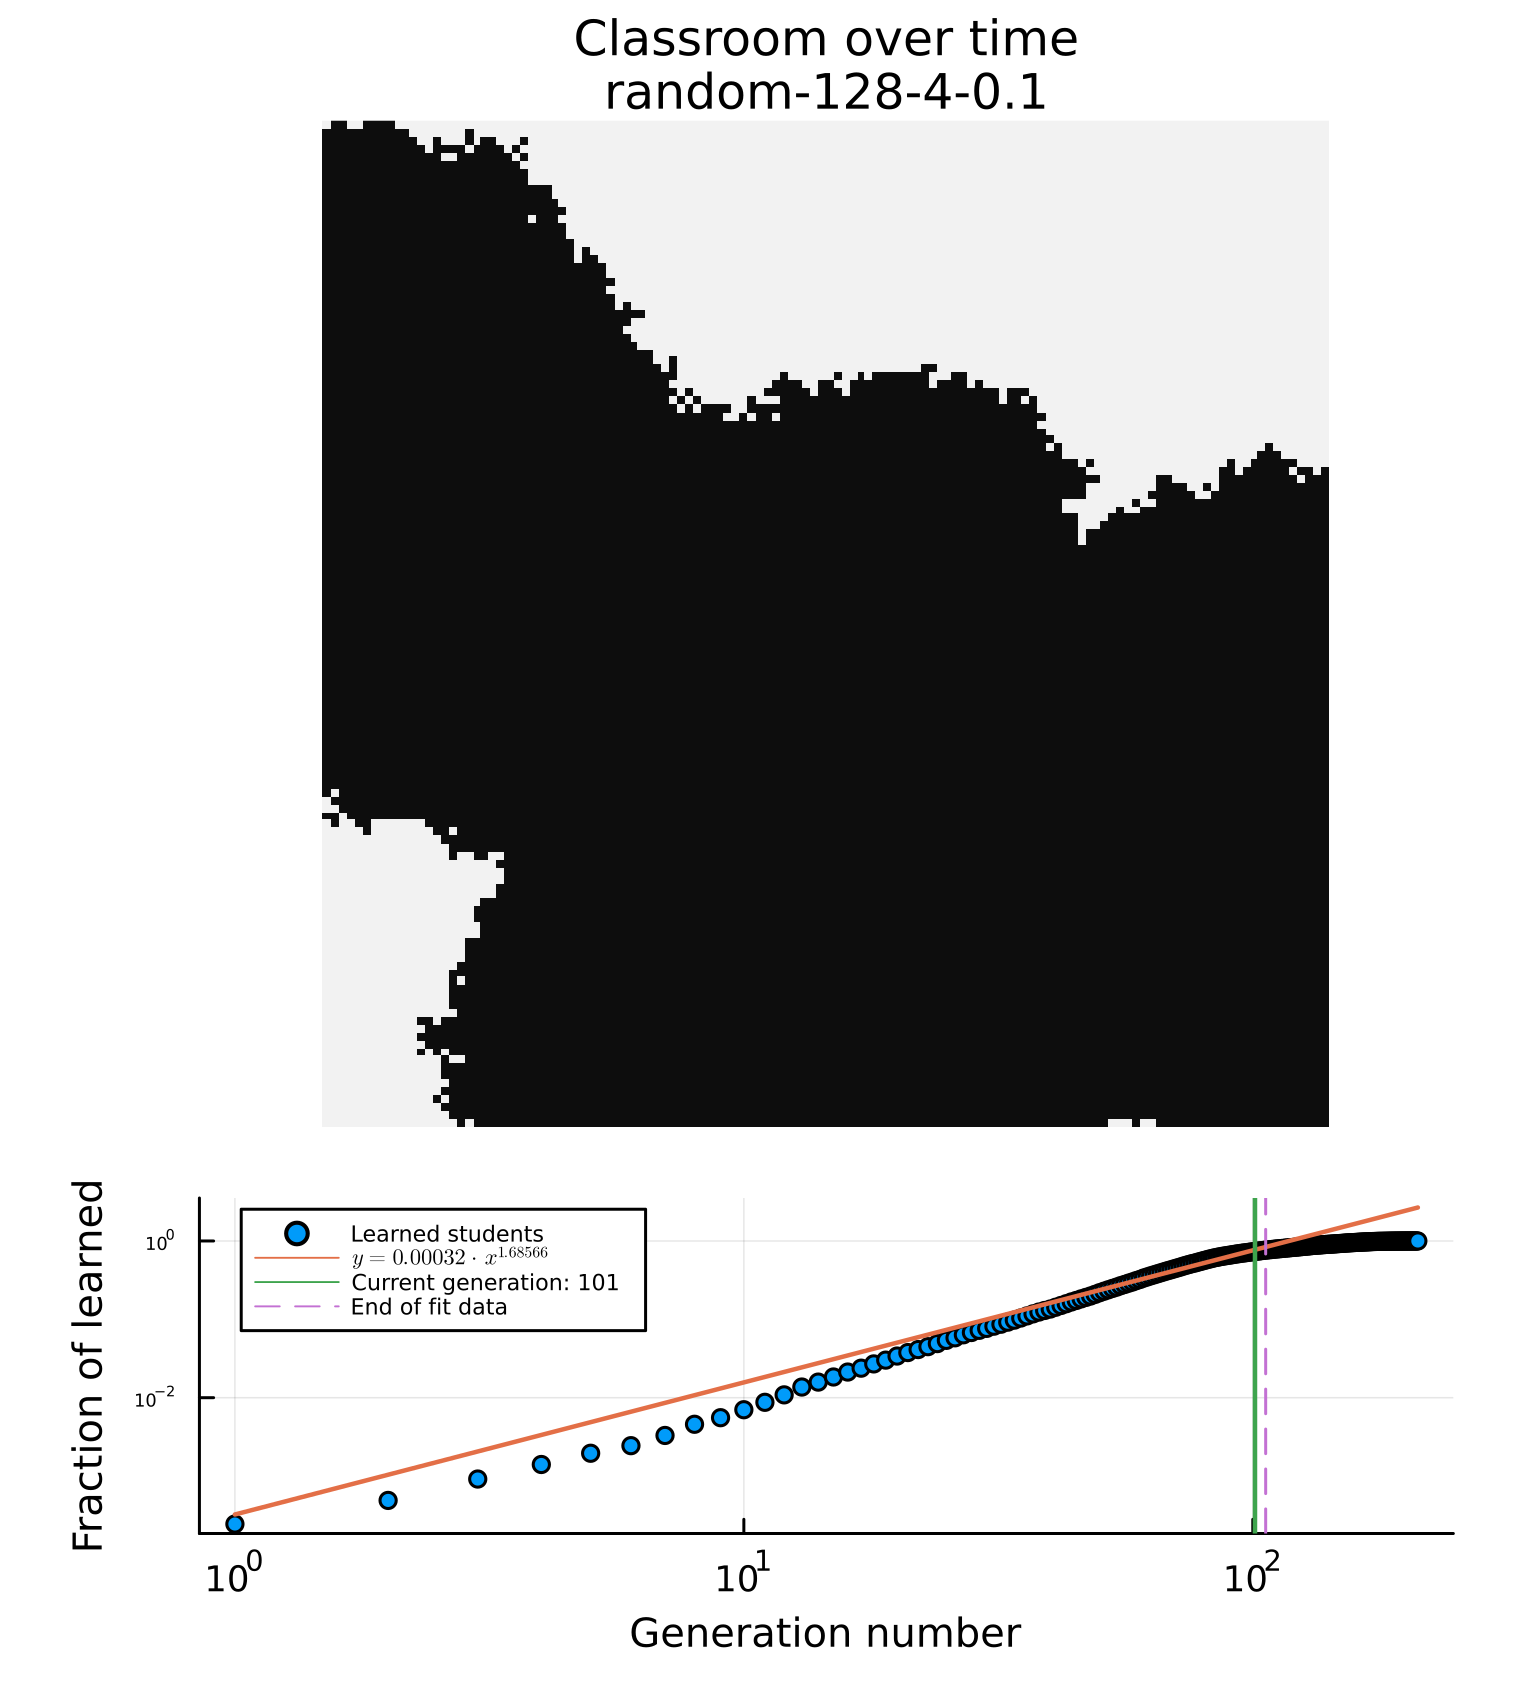 Classroom over time
random-128-4-0.1
Fraction of learned
10^0
10^-2
Learned students
y = 0.00032 · x^1.68566
Current generation: 101
End of fit data
10^0
10^1
10^2
Generation number